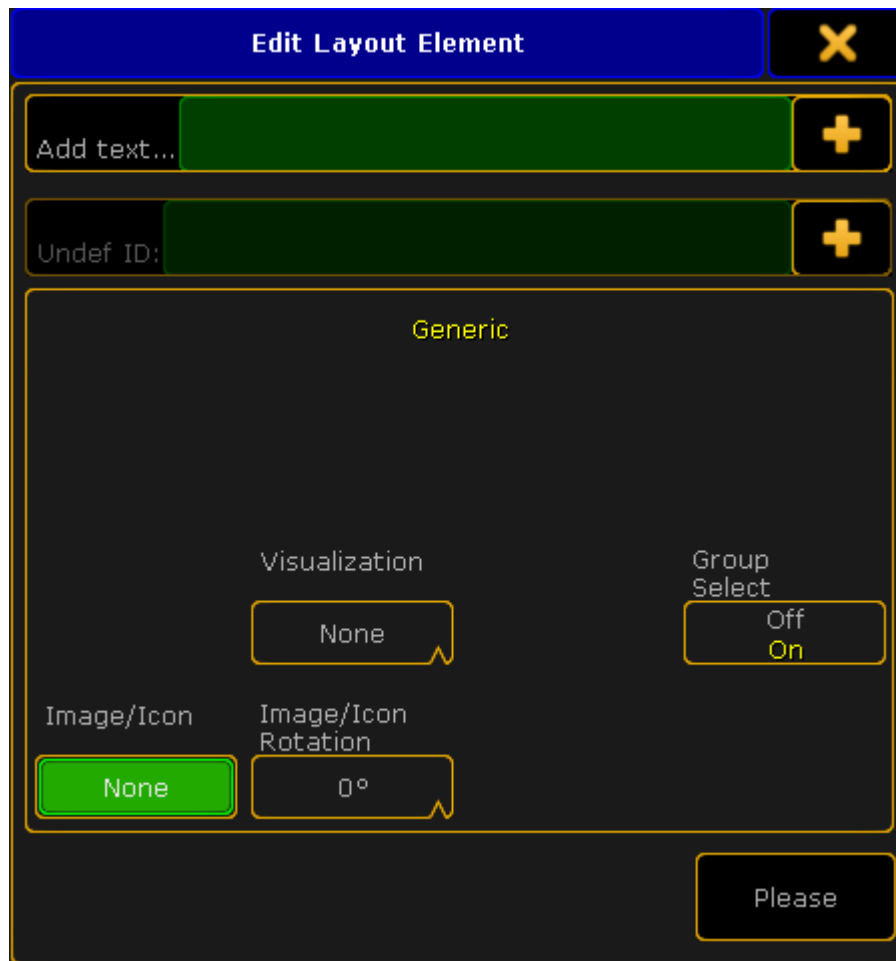 Edit Layout Element
Add text...
Undef ID:
Generic
Visualization
None
Group
Select
Off
On
Image/Icon
None
Image/Icon
Rotation
0°
Please